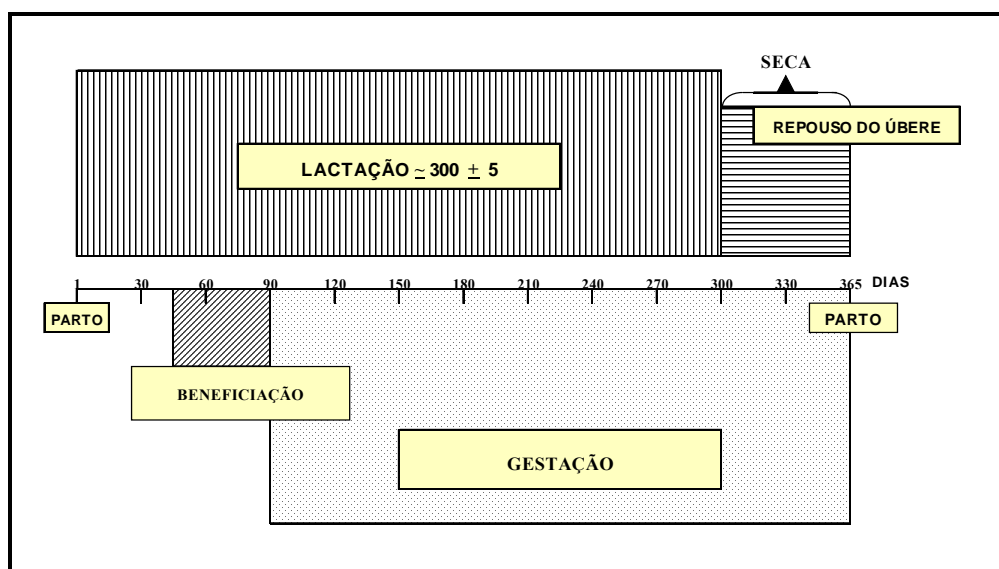 SECA
REPOUSO DO ÚBERE
LACTAÇÃO ~ 300 ± 5
1 30 60 90 120 150 180 210 240 270 300 330 365 DIAS
PARTO
PARTO
BENEFICIAÇÃO
GESTAÇÃO